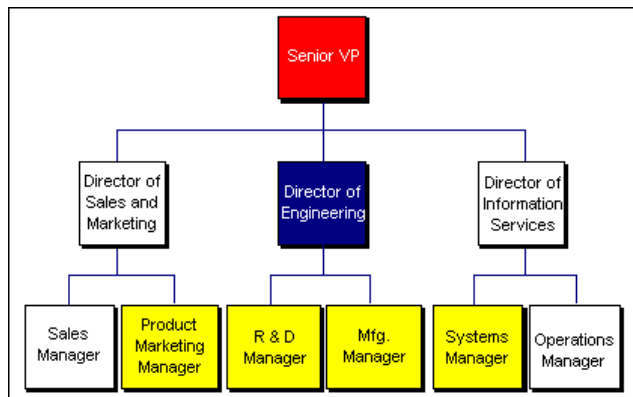 Senior VP
Director of
Sales and
Marketing
Director of
Engineering
Director of
Information
Services
Sales
Manager
Product
Marketing
Manager
R & D
Manager
Mfg.
Manager
Systems
Manager
Operations
Manager